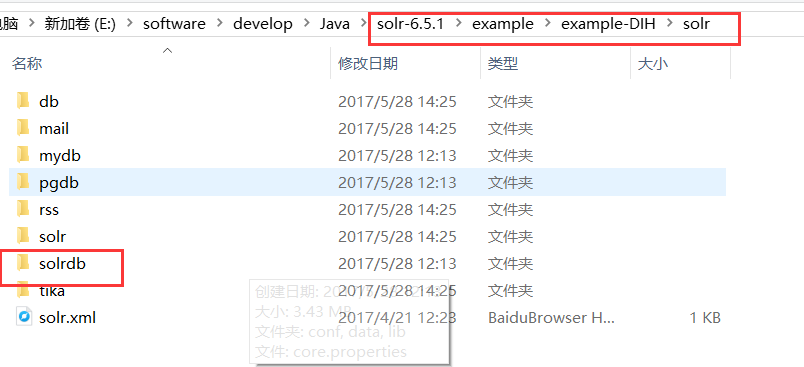 脑 新加卷 (E:) software develop Java solr-6.5.1 example example-DIH solr
名称 修改日期 类型 大小
db 2017/5/28 14:25 文件夹
mail 2017/5/28 14:25 文件夹
mydb 2017/5/28 12:13 文件夹
pgdb 2017/5/28 12:13 文件夹
rss 2017/5/28 14:25 文件夹
solr 2017/5/28 14:25 文件夹
solrdb 2017/5/28 12:13 文件夹
tika 2017/5/28 14:25 文件夹
solr.xml 2017/4/21 12:23 BaiduBrowser H... 1 KB
创建日期:
大小: 3.43 MB
文件夹: conf, data, lib
文件: core.properties